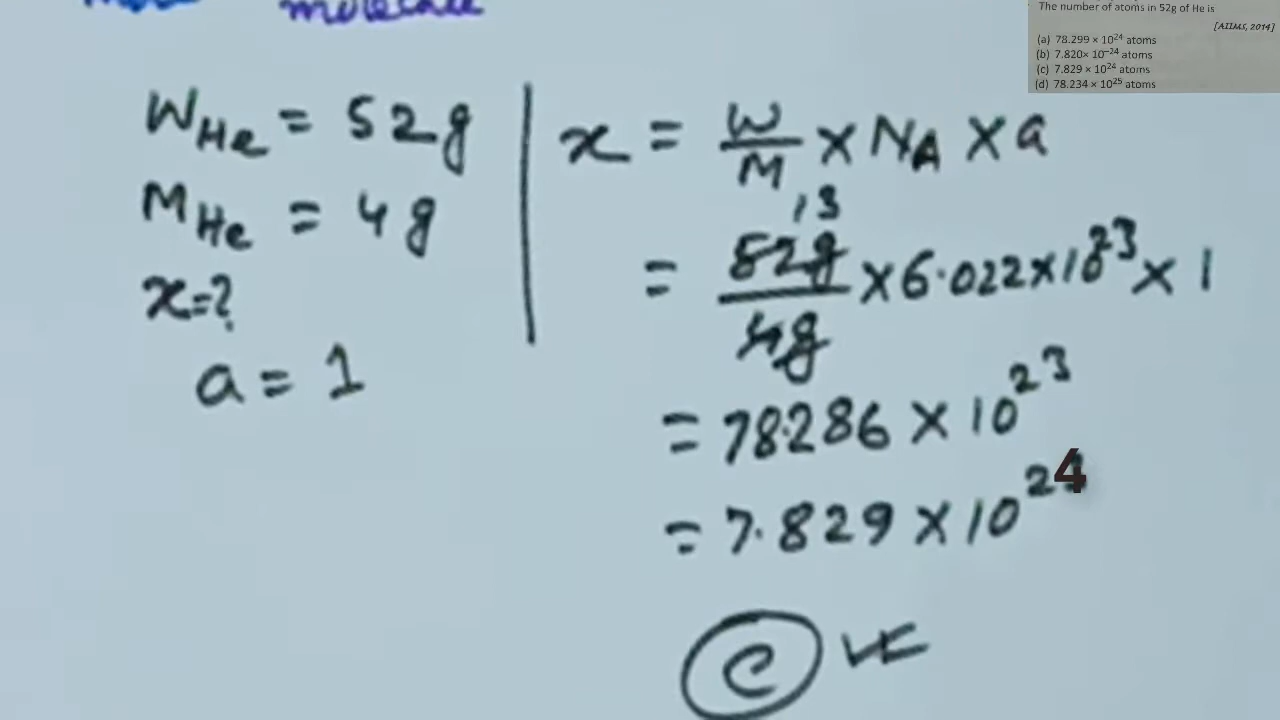 molecule
The number of atoms in 52g of He is
[AIIMS, 2014]
(a) 78.299 × 10²⁴ atoms
(b) 7.820× 10⁻²⁴ atoms
(c) 7.829 × 10²⁴ atoms
(d) 78.234 × 10²⁵ atoms
W_He = 52g
M_He = 4g
x=?
a = 1
x = W/M × N_A × a
13
= 52g/4g × 6.022×10²³ × 1
= 78.286 × 10²³
= 7.829 × 10²⁴
C